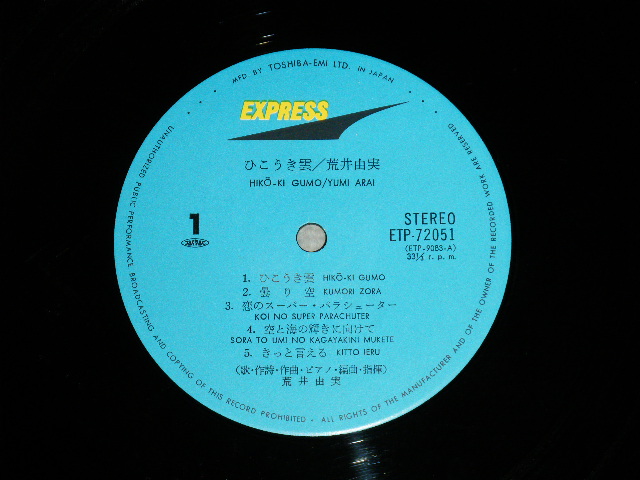 MFD. BY TOSHIBA-EMI LTD. IN JAPAN
EXPRESS
ひこうき雲／荒井由実
HIKŌ-KI GUMO/YUMI ARAI
1
STEREO
ETP-72051
(ETP-9083-A)
33⅓ r. p. m.
1. ひこうき雲 HIKŌ-KI GUMO
2. 曇り空 KUMORI ZORA
3. 恋のスーパー・パラシューター
KOI NO SUPER PARACHUTER
4. 空と海の輝きに向けて
SORA TO UMI NO KAGAYAKINI MUKETE
5. きっと言える KITTO IERU
(歌・作詩・作曲・ピアノ・編曲・指揮)
荒井由実
UNAUTHORIZED PUBLIC PERFORMANCE BROADCASTING AND COPYING OF THIS RECORD PROHIBITED - ALL RIGHTS OF THE MANUFACTURER AND OF THE OWNER OF THE RECORDED WORK ARE RESERVED